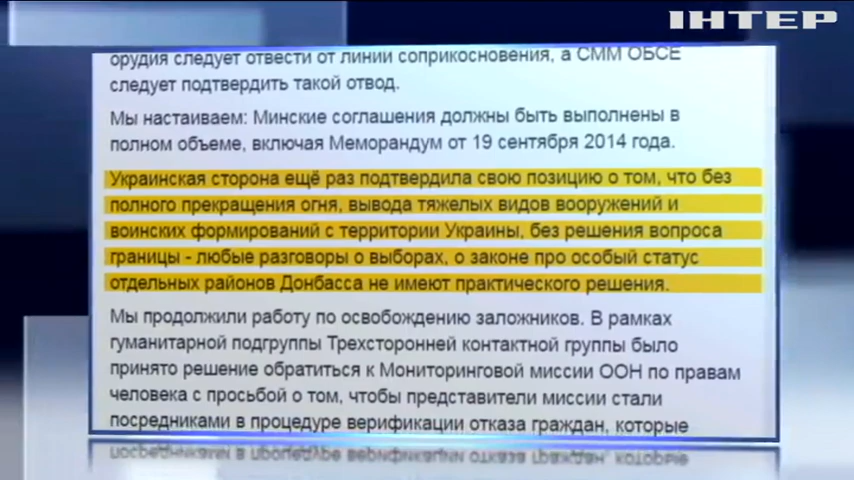 ІНТЕР
орудия следует отвести от линии соприкосновения, а СММ ОБСЕ
следует подтвердить такой отвод.
Мы настаиваем: Минские соглашения должны быть выполнены в
полном объеме, включая Меморандум от 19 сентября 2014 года.
Украинская сторона ещё раз подтвердила свою позицию о том, что без
полного прекращения огня, вывода тяжелых видов вооружений и
воинских формирований с территории Украины, без решения вопроса
границы - любые разговоры о выборах, о законе про особый статус
отдельных районов Донбасса не имеют практического решения.
Мы продолжили работу по освобождению заложников. В рамках
гуманитарной подгруппы Трехсторонней контактной группы было
принято решение обратиться к Мониторинговой миссии ООН по правам
человека с просьбой о том, чтобы представители миссии стали
посредниками в процедуре верификации отказа граждан, которые